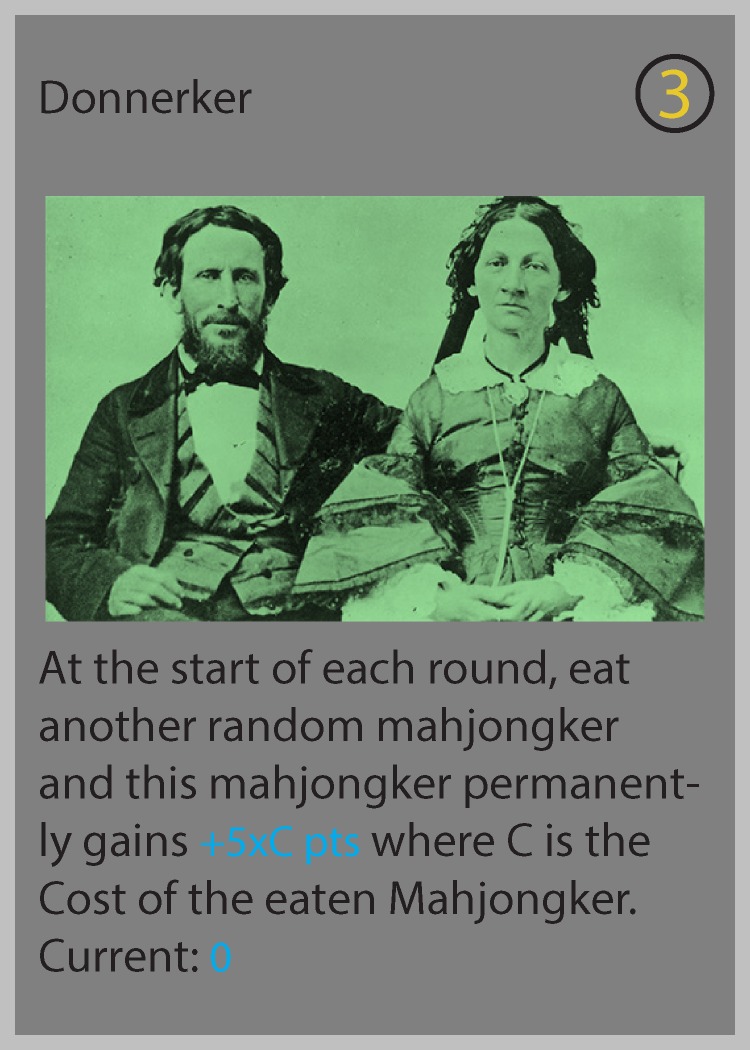 Donnerker
3
At the start of each round, eat
another random mahjongker
and this mahjongker permanent-
ly gains +5xC pts where C is the
Cost of the eaten Mahjongker.
Current: 0